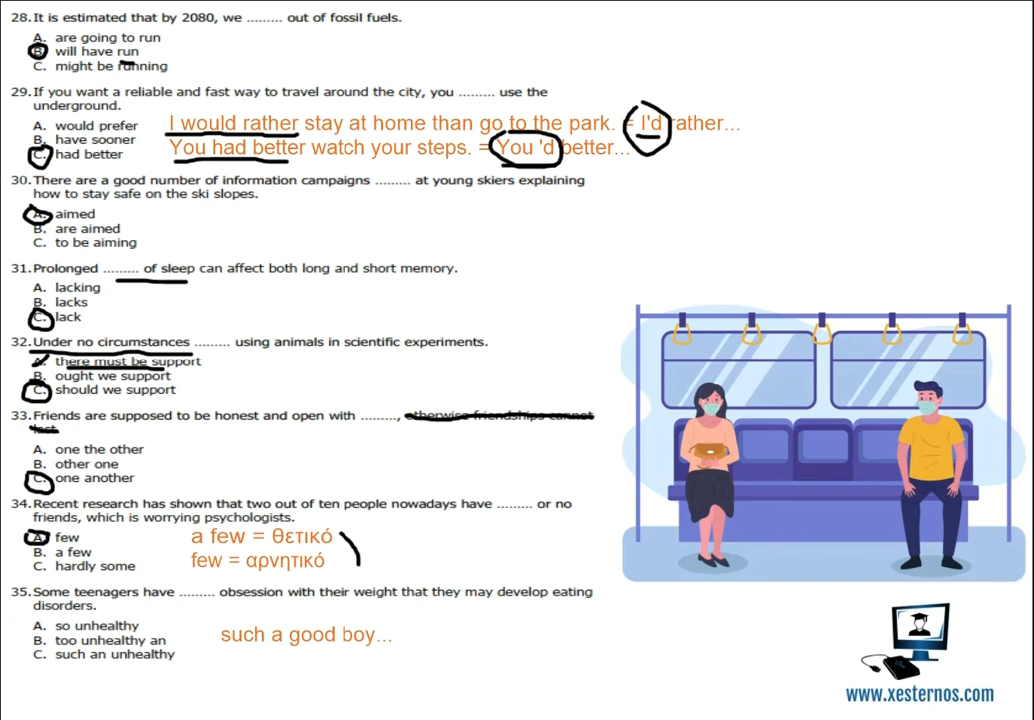 28. It is estimated that by 2080, we ......... out of fossil fuels.
A. are going to run
B. will have run
C. might be running
29. If you want a reliable and fast way to travel around the city, you ......... use the
underground.
A. would prefer
B. have sooner
C. had better
I would rather stay at home than go to the park. = I'd rather...
You had better watch your steps. = You 'd better...
30. There are a good number of information campaigns ......... at young skiers explaining
how to stay safe on the ski slopes.
A. aimed
B. are aimed
C. to be aiming
31. Prolonged ......... of sleep can affect both long and short memory.
A. lacking
B. lacks
C. lack
32. Under no circumstances ......... using animals in scientific experiments.
A. there must be support
B. ought we support
C. should we support
33. Friends are supposed to be honest and open with ........., otherwise friendships cannot
last.
A. one the other
B. other one
C. one another
34. Recent research has shown that two out of ten people nowadays have ......... or no
friends, which is worrying psychologists.
A. few
B. a few
C. hardly some
a few = θετικό
few = αρνητικό
35. Some teenagers have ......... obsession with their weight that they may develop eating
disorders.
A. so unhealthy
B. too unhealthy an
C. such an unhealthy
such a good boy...
www.xesternos.com